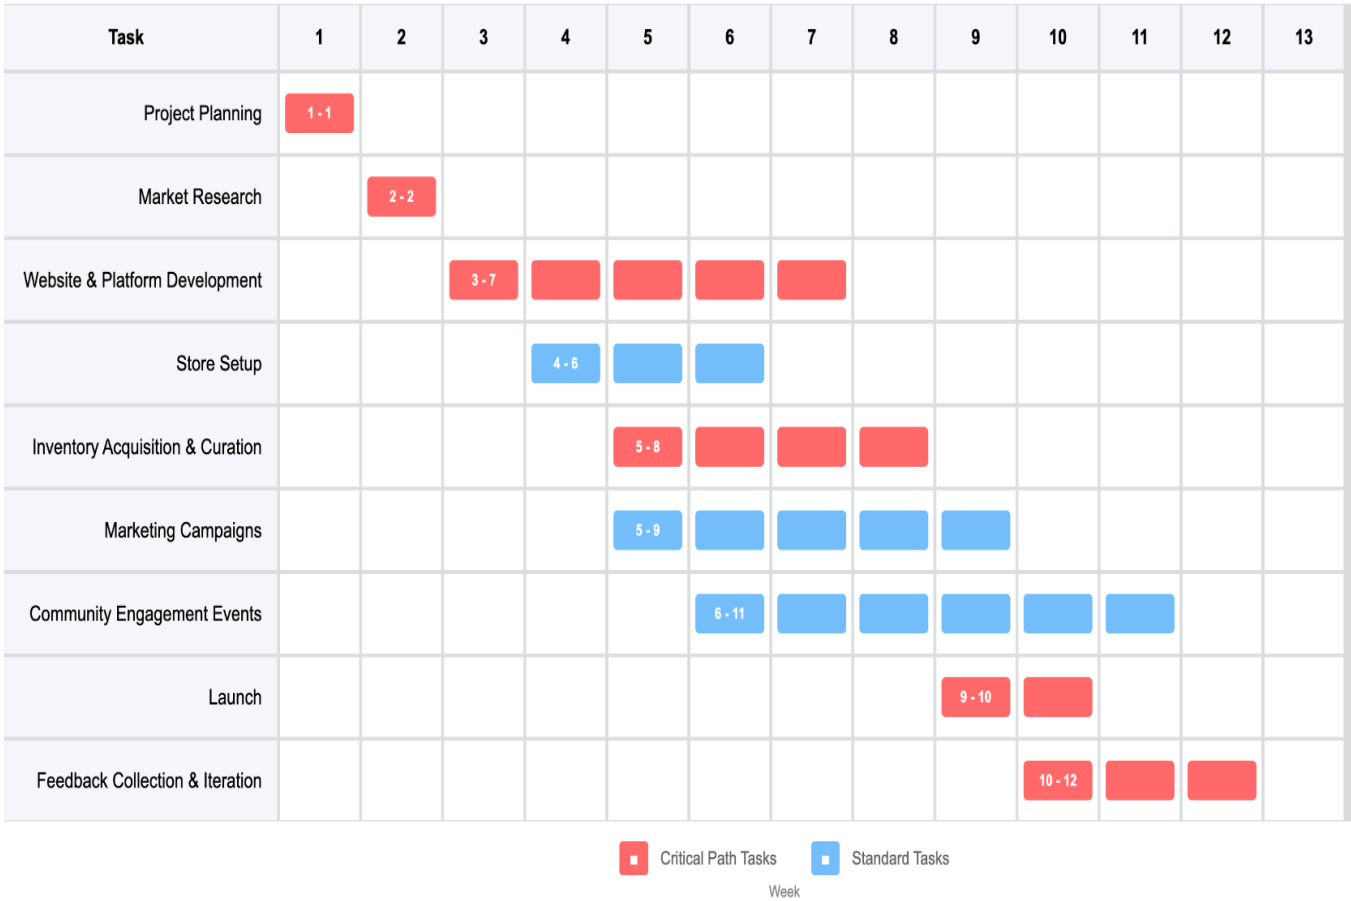 Task 1 2 3 4 5 6 7 8 9 10 11 12 13
Project Planning 1 - 1
Market Research 2 - 2
Website & Platform Development 3 - 7
Store Setup 4 - 6
Inventory Acquisition & Curation 5 - 8
Marketing Campaigns 5 - 9
Community Engagement Events 6 - 11
Launch 9 - 10
Feedback Collection & Iteration 10 - 12
Critical Path Tasks Standard Tasks
Week